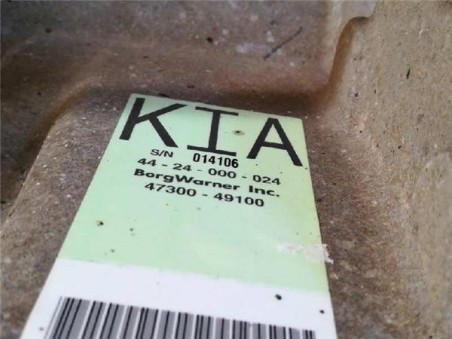 KIA
S/N 014106
44-24-000-024
BorgWarner Inc.
47300-49100